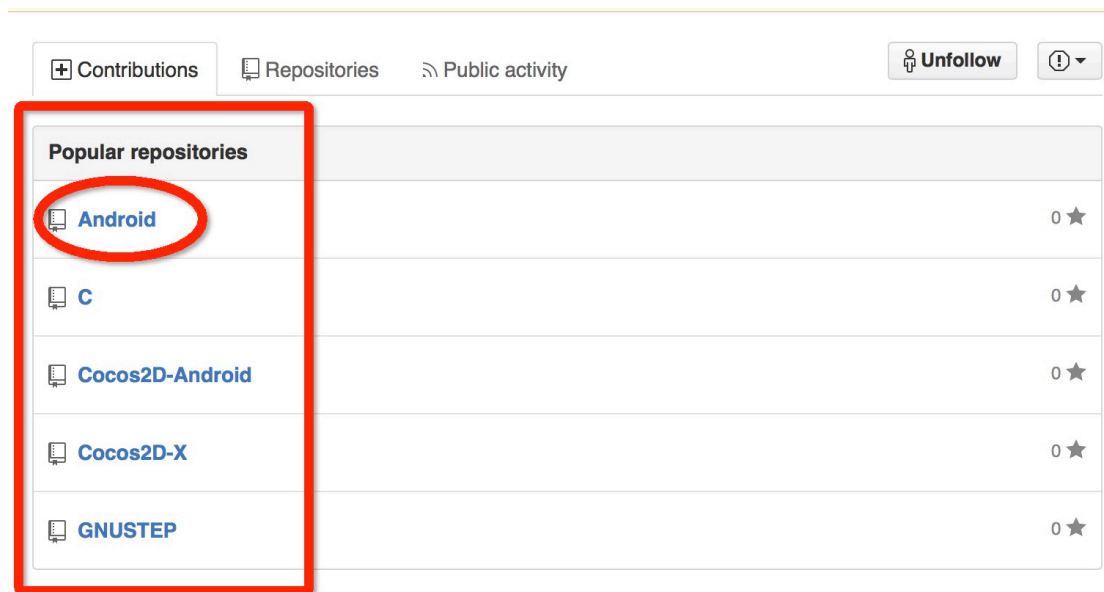 Contributions Repositories Public activity Unfollow
Popular repositories
Android 0
C 0
Cocos2D-Android 0
Cocos2D-X 0
GNUSTEP 0